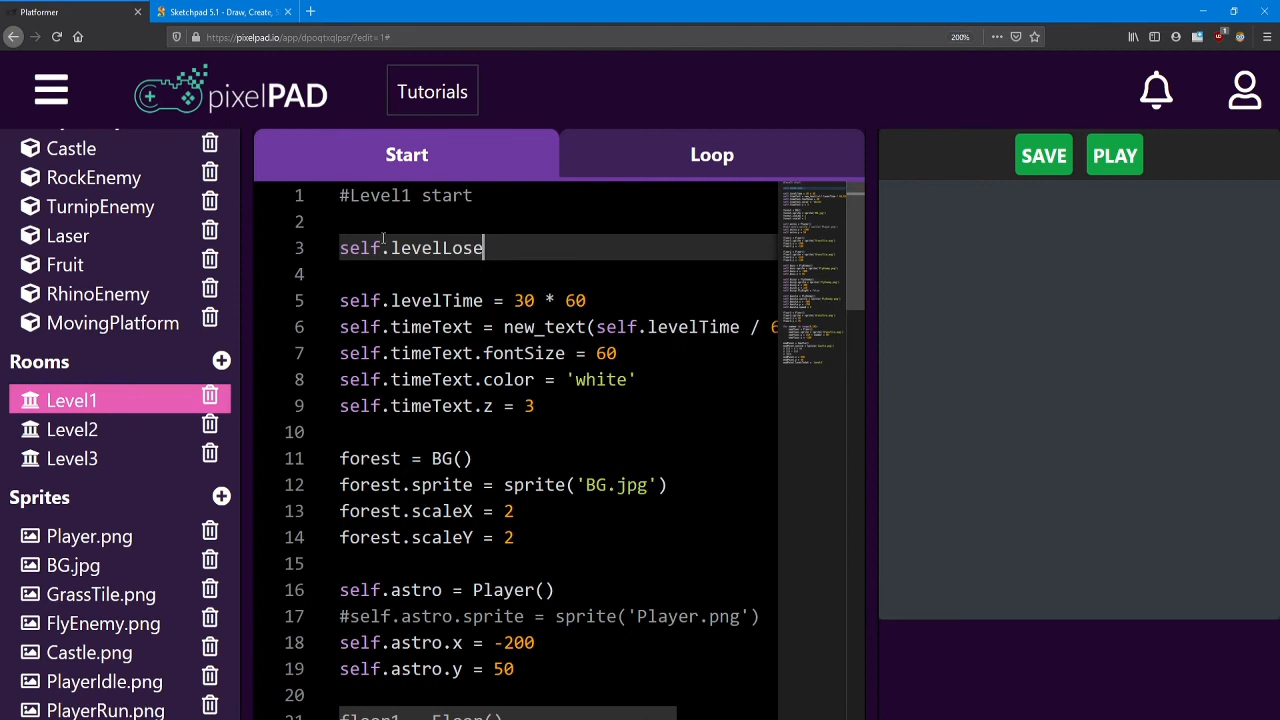 Platformer
Sketchpad 5.1 - Draw, Create,
https://pixelpad.io/app/dpoqtxqlpsr/?edit=1#
200%
pixelPAD
Tutorials
Castle
RockEnemy
TurnipEnemy
Laser
Fruit
RhinoEnemy
MovingPlatform
Rooms
Level1
Level2
Level3
Sprites
Player.png
BG.jpg
GrassTile.png
FlyEnemy.png
Castle.png
PlayerIdle.png
PlayerRun.png
Start
Loop
SAVE
PLAY
1 #Level1 start
2
3 self.levelLose
4
5 self.levelTime = 30 * 60
6 self.timeText = new_text(self.levelTime / 6
7 self.timeText.fontSize = 60
8 self.timeText.color = 'white'
9 self.timeText.z = 3
10
11 forest = BG()
12 forest.sprite = sprite('BG.jpg')
13 forest.scaleX = 2
14 forest.scaleY = 2
15
16 self.astro = Player()
17 #self.astro.sprite = sprite('Player.png')
18 self.astro.x = -200
19 self.astro.y = 50
20
21 floor1 = Floor()